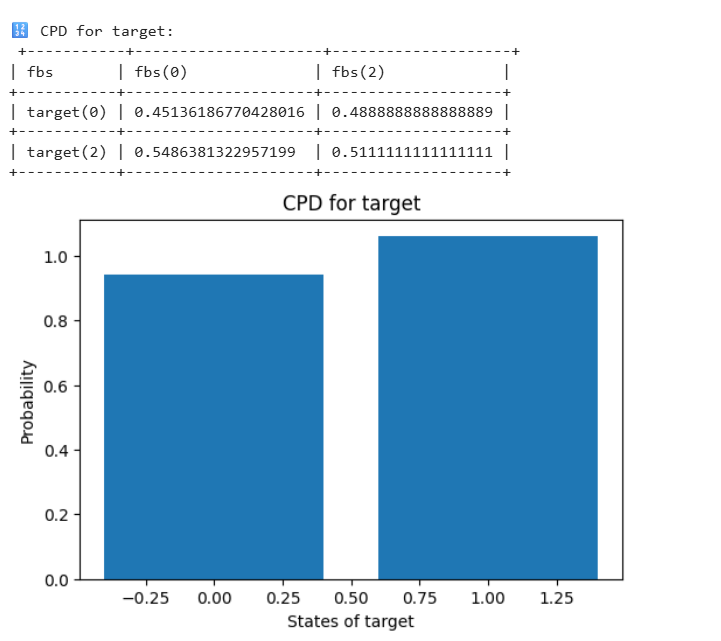 🔢 CPD for target:
+-----------+---------------------+--------------------+
| fbs       | fbs(0)              | fbs(2)             |
+-----------+---------------------+--------------------+
| target(0) | 0.45136186770428016 | 0.4888888888888889 |
+-----------+---------------------+--------------------+
| target(2) | 0.5486381322957199  | 0.5111111111111111 |
+-----------+---------------------+--------------------+
CPD for target
1.0
0.8
0.6
0.4
0.2
0.0
Probability
−0.25 0.00 0.25 0.50 0.75 1.00 1.25
States of target